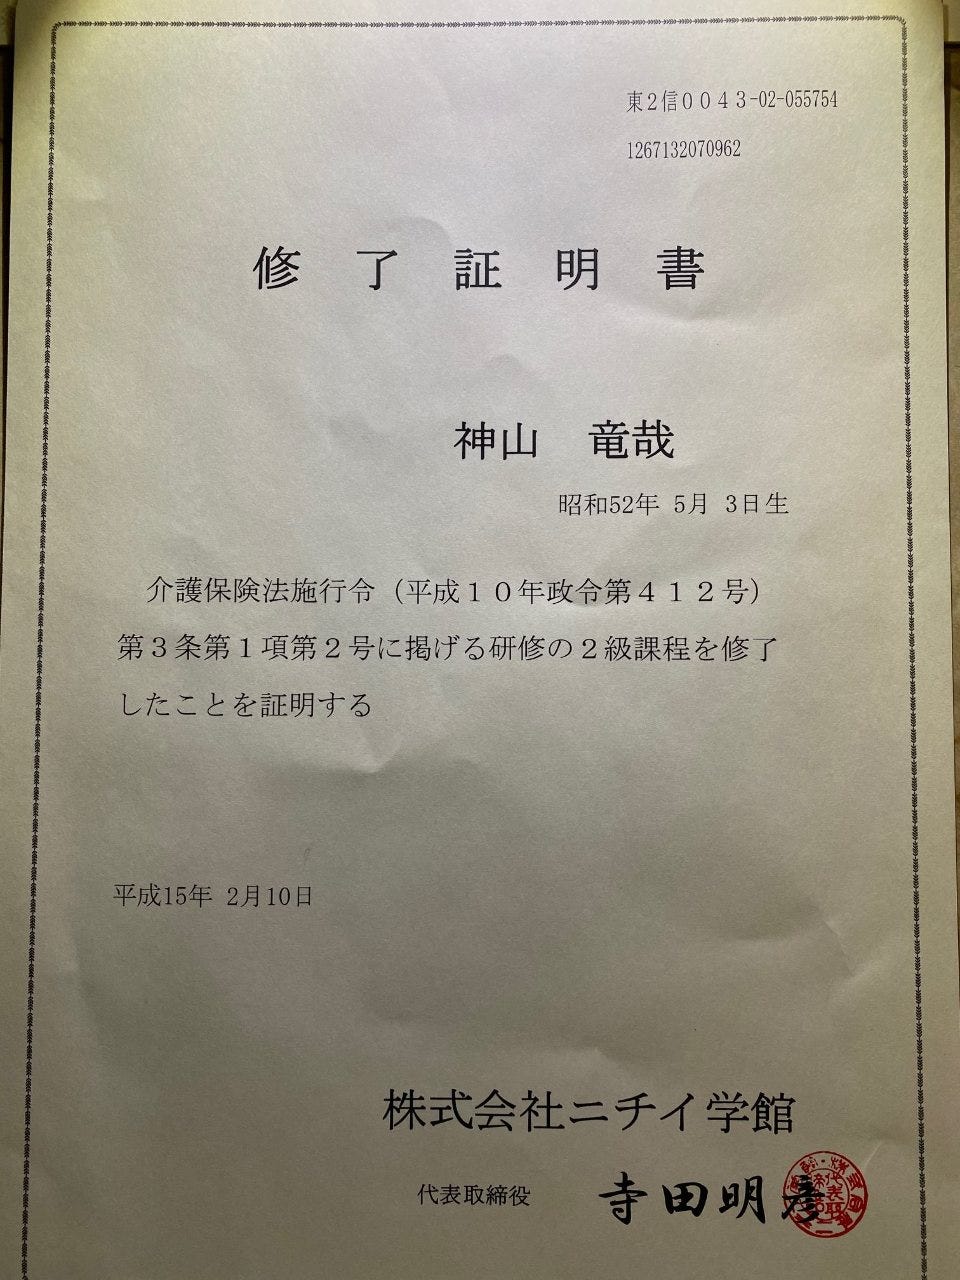 東２信００４３-02-055754
1267132070962
修了証明書
神山　竜哉
昭和52年 5月 3日生
介護保険法施行令（平成１０年政令第４１２号）
第３条第１項第２号に掲げる研修の２級課程を修了
したことを証明する
平成15年 2月10日
株式会社ニチイ学館
代表取締役 寺田明彦